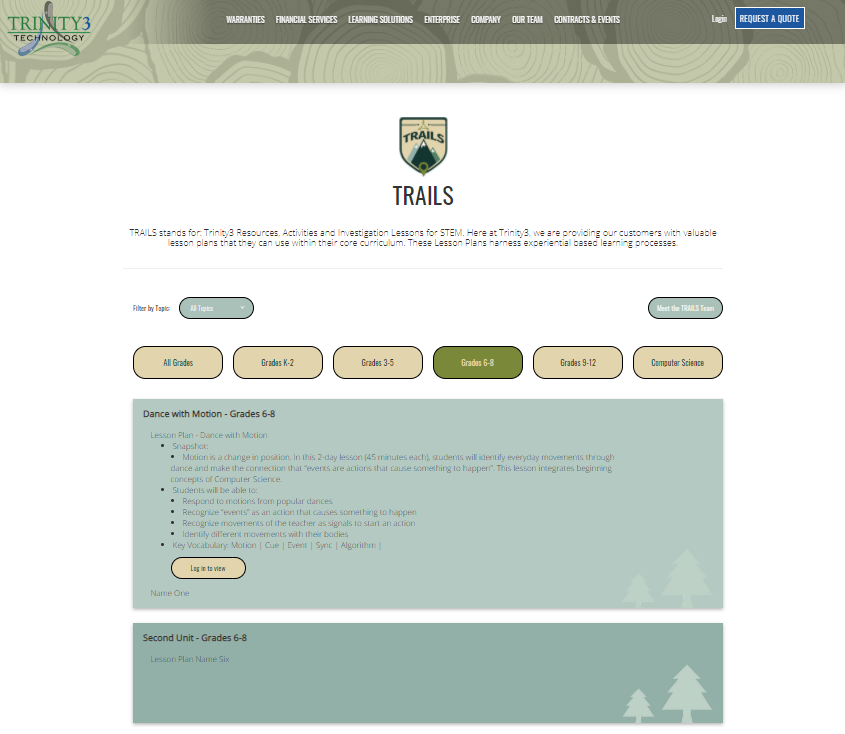 TRINITY3
TECHNOLOGY
WARRANTIES FINANCIAL SERVICES LEARNING SOLUTIONS ENTERPRISE COMPANY OUR TEAM CONTRACTS & EVENTS Login REQUEST A QUOTE
TRAILS
TRAILS
TRAILS stands for: Trinity3 Resources, Activities and Investigation Lessons for STEM. Here at Trinity3, we are providing our customers with valuable
lesson plans that they can use within their core curriculum. These Lesson Plans harness experiential based learning processes.
Filter by Topic: All Topics Meet the TRAILS Team
All Grades Grades K-2 Grades 3-5 Grades 6-8 Grades 9-12 Computer Science
Dance with Motion - Grades 6-8
Lesson Plan - Dance with Motion
• Snapshot:
• Motion is a change in position. In this 2-day lesson (45 minutes each), students will identify everyday movements through
dance and make the connection that "events are actions that cause something to happen". This lesson integrates beginning
concepts of Computer Science.
• Students will be able to:
• Respond to motions from popular dances
• Recognize "events" as an action that causes something to happen
• Recognize movements of the teacher as signals to start an action
• Identify different movements with their bodies
• Key Vocabulary: Motion | Cue | Event | Sync | Algorithm |
Log in to view
Name One
Second Unit - Grades 6-8
Lesson Plan Name Six